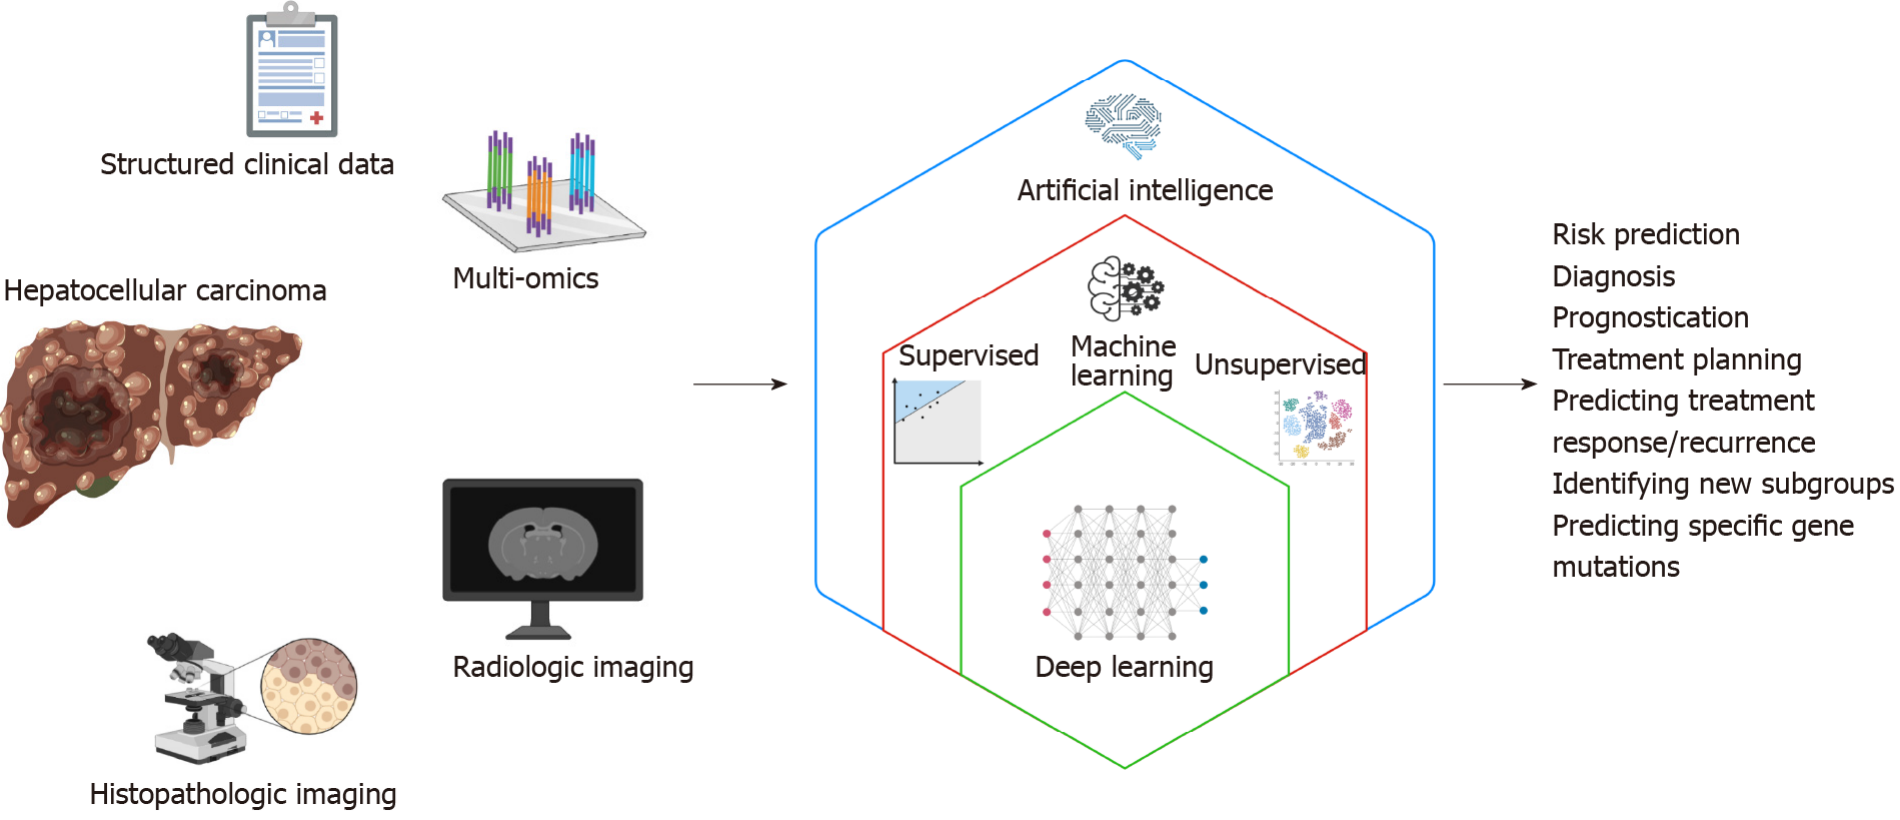 Structured clinical data
Multi-omics
Hepatocellular carcinoma
Radiologic imaging
Histopathologic imaging
Artificial intelligence
Machine
learning
Supervised
Unsupervised
Deep learning
Risk prediction
Diagnosis
Prognostication
Treatment planning
Predicting treatment
response/recurrence
Identifying new subgroups
Predicting specific gene
mutations